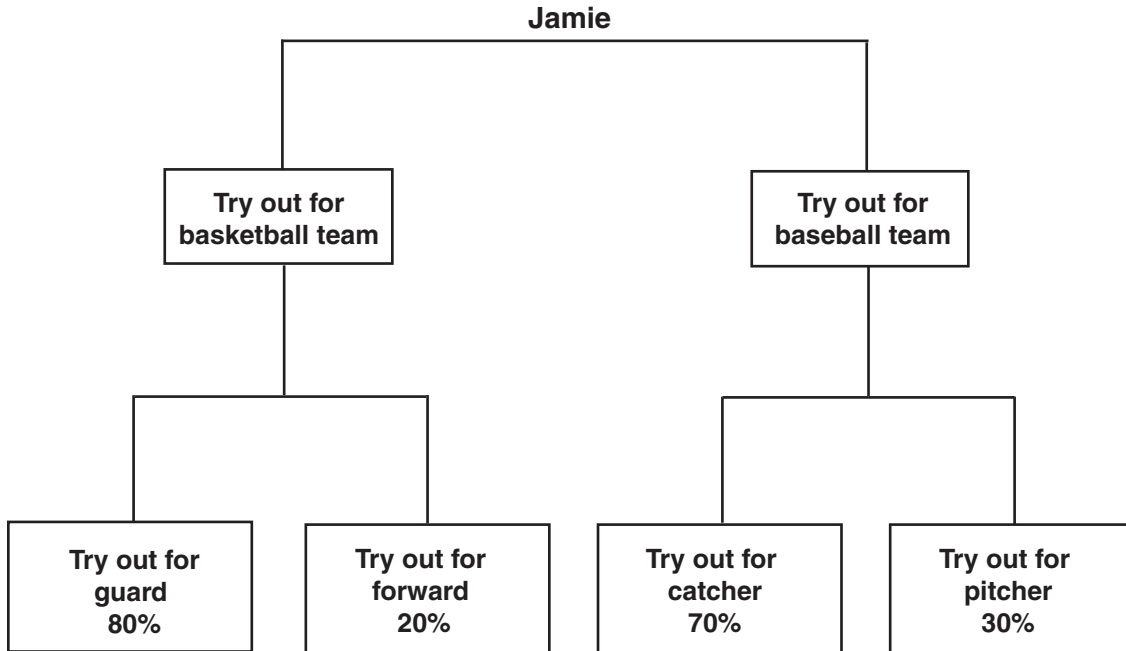 Jamie
Try out for
basketball team
Try out for
baseball team
Try out for
guard
80%
Try out for
forward
20%
Try out for
catcher
70%
Try out for
pitcher
30%